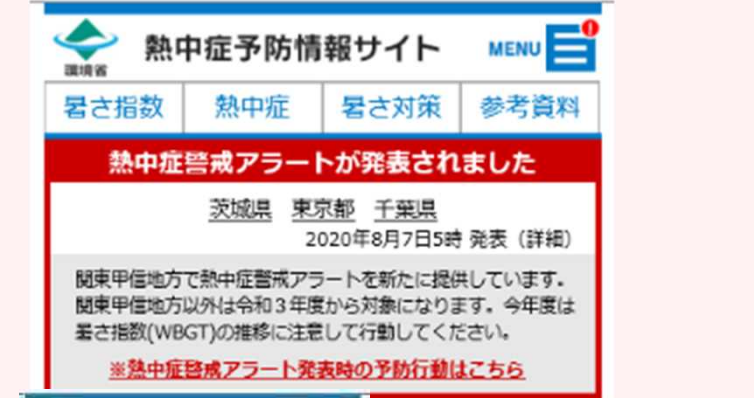 熱中症予防情報サイト
MENU
環境省
暑さ指数 熱中症 暑さ対策 参考資料
熱中症警戒アラートが発表されました
茨城県 東京都 千葉県
2020年8月7日5時 発表（詳細）
関東甲信地方で熱中症警戒アラートを新たに提供しています。
関東甲信地方以外は令和３年度から対象になります。今年度は
暑さ指数(WBGT)の推移に注意して行動してください。
※熱中症警戒アラート発表時の予防行動はこちら